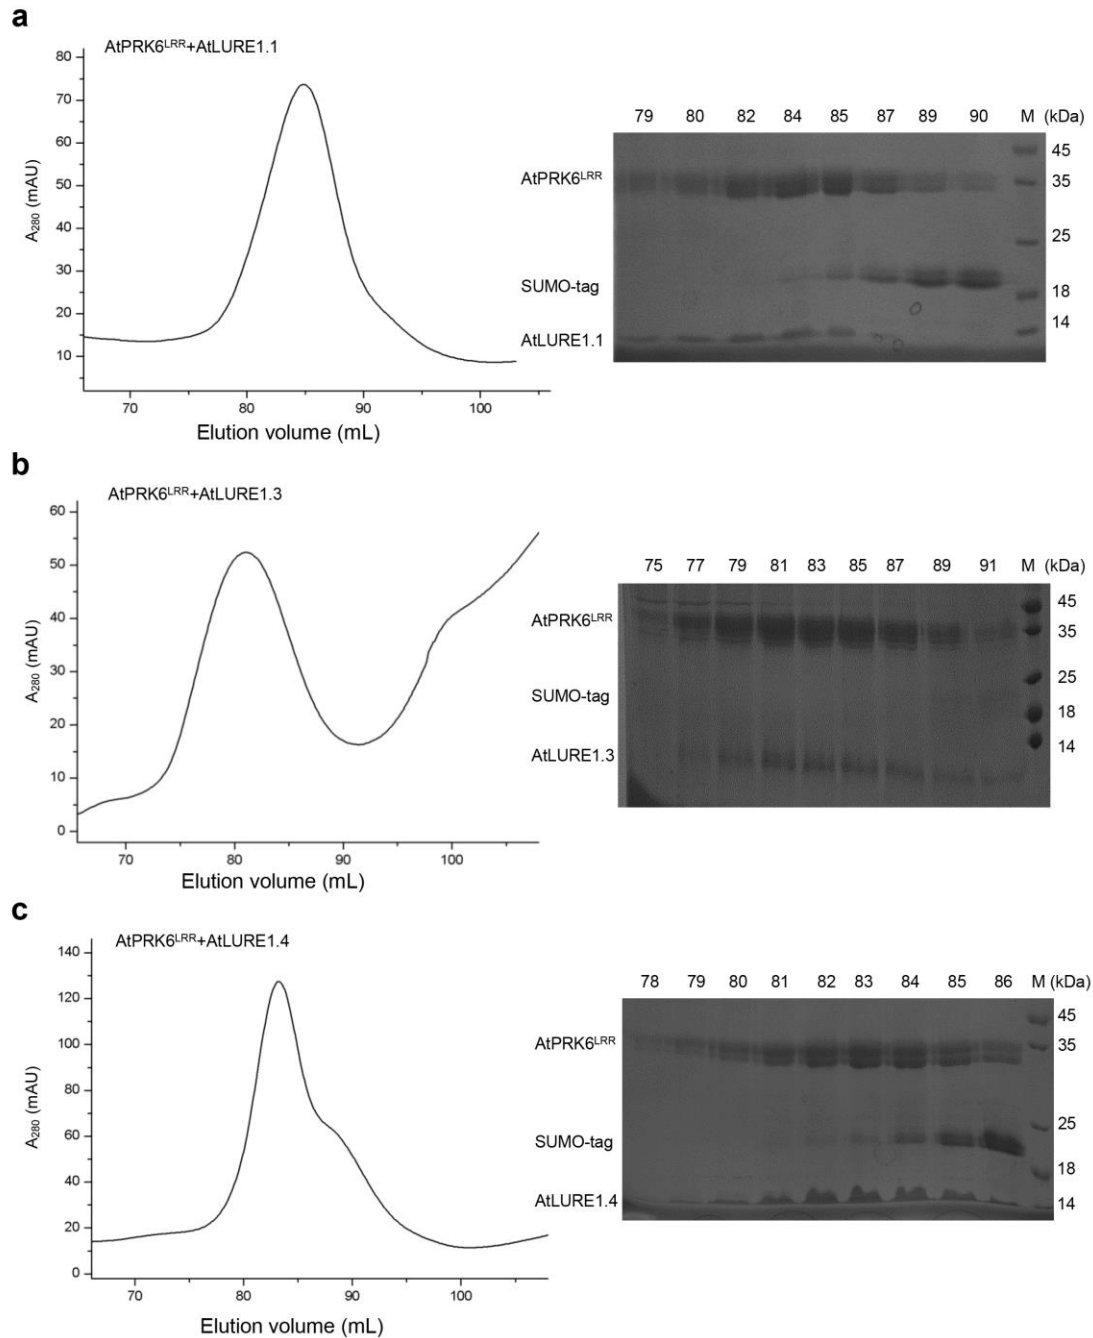 a
AtPRK6LRR+AtLURE1.1
80
70
60
50
40
30
20
10
A280 (mAU)
70 80 90 100
Elution volume (mL)
79 80 82 84 85 87 89 90 M (kDa)
AtPRK6LRR
SUMO-tag
AtLURE1.1
45
35
25
18
14
b
AtPRK6LRR+AtLURE1.3
60
50
40
30
20
10
0
A280 (mAU)
70 80 90 100
Elution volume (mL)
75 77 79 81 83 85 87 89 91 M (kDa)
AtPRK6LRR
SUMO-tag
AtLURE1.3
45
35
25
18
14
c
AtPRK6LRR+AtLURE1.4
140
120
100
80
60
40
20
0
A280 (mAU)
70 80 90 100
Elution volume (mL)
78 79 80 81 82 83 84 85 86 M (kDa)
AtPRK6LRR
SUMO-tag
AtLURE1.4
45
35
25
18
14